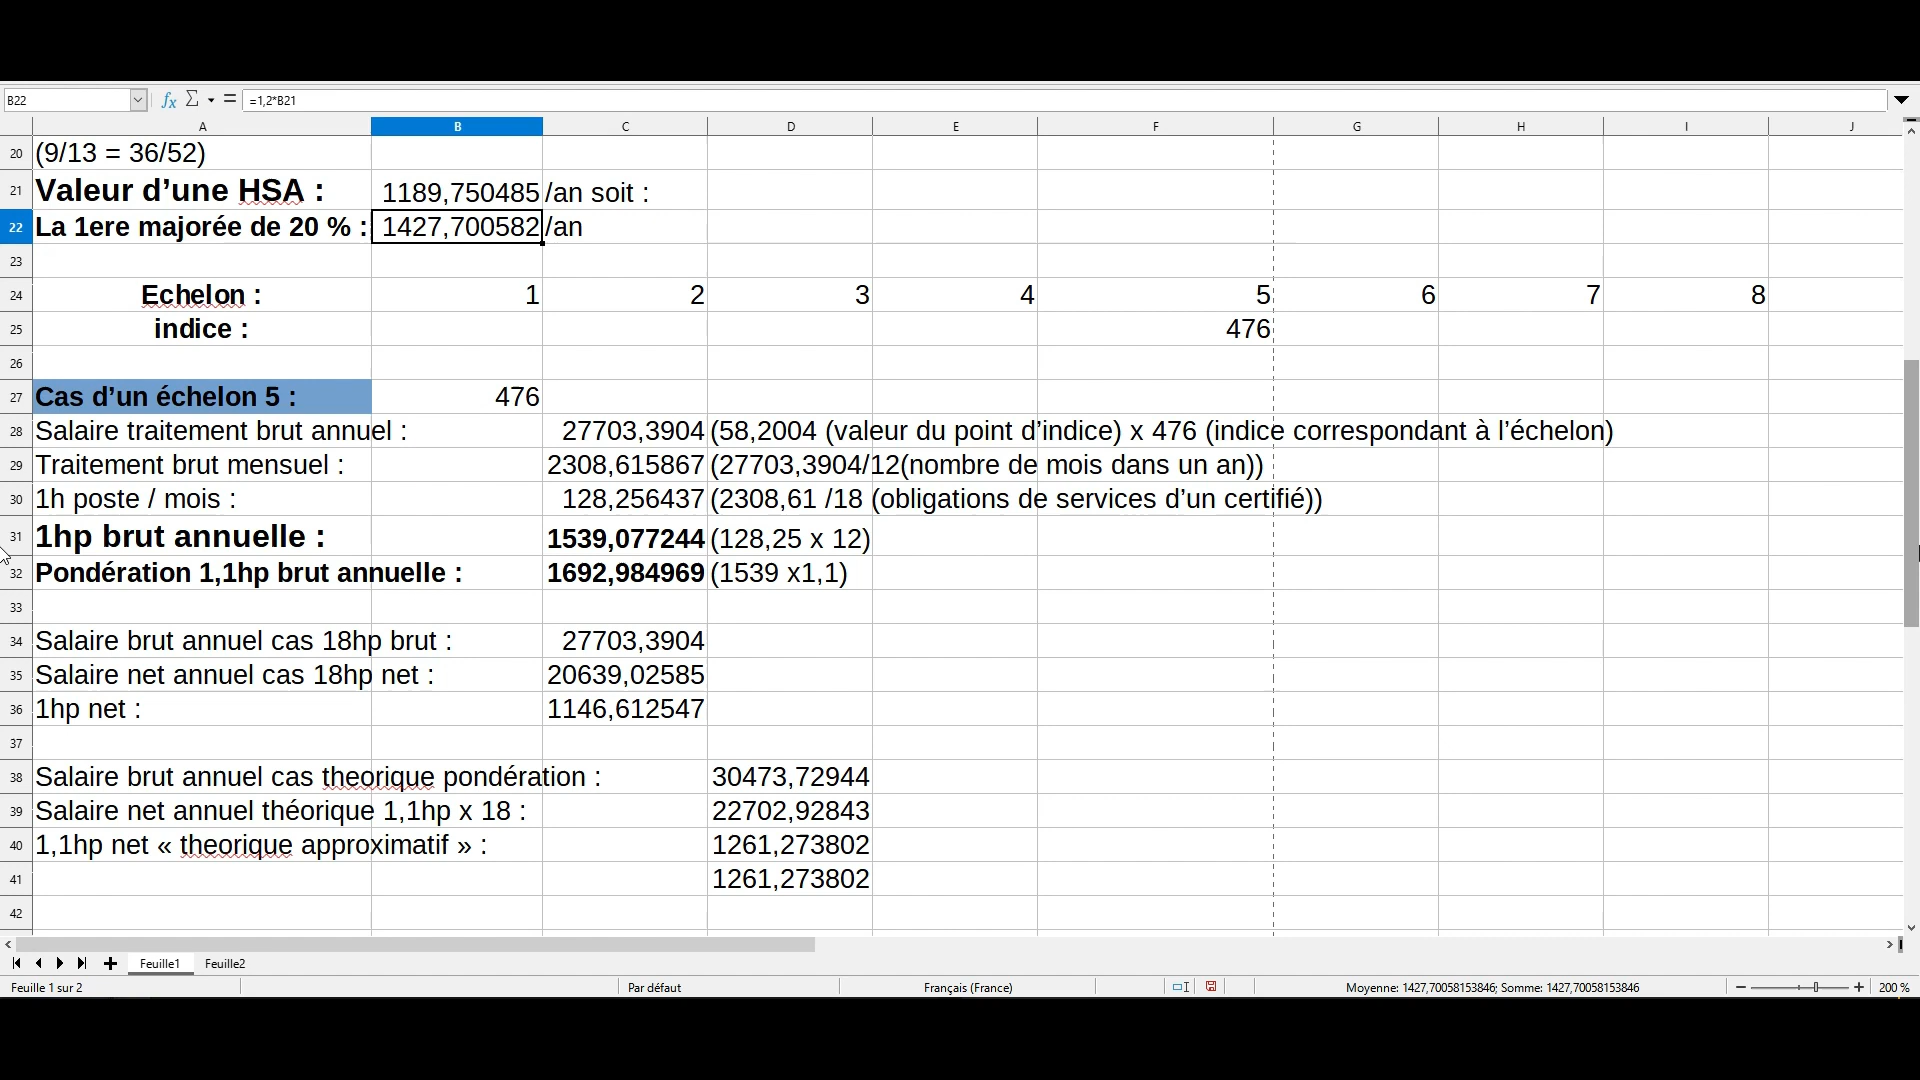 B22 fx Σ = =1,2*B21
A B C D E F G H I J
20 (9/13 = 36/52)
21 Valeur d’une HSA : 1189,750485 /an soit :
22 La 1ere majorée de 20 % : 1427,700582 /an
23
24 Echelon : 1 2 3 4 5 6 7 8
25 indice : 476
26
27 Cas d’un échelon 5 : 476
28 Salaire traitement brut annuel : 27703,3904 (58,2004 (valeur du point d’indice) x 476 (indice correspondant à l’échelon)
29 Traitement brut mensuel : 2308,615867 (27703,3904/12(nombre de mois dans un an))
30 1h poste / mois : 128,256437 (2308,61 /18 (obligations de services d’un certifié))
31 1hp brut annuelle : 1539,077244 (128,25 x 12)
32 Pondération 1,1hp brut annuelle : 1692,984969 (1539 x1,1)
33
34 Salaire brut annuel cas 18hp brut : 27703,3904
35 Salaire net annuel cas 18hp net : 20639,02585
36 1hp net : 1146,612547
37
38 Salaire brut annuel cas theorique pondération : 30473,72944
39 Salaire net annuel théorique 1,1hp x 18 : 22702,92843
40 1,1hp net « theorique approximatif » : 1261,273802
41 1261,273802
42
Feuille1 Feuille2
Feuille 1 sur 2 Par défaut Français (France) Moyenne: 1427,70058153846; Somme: 1427,70058153846 200 %